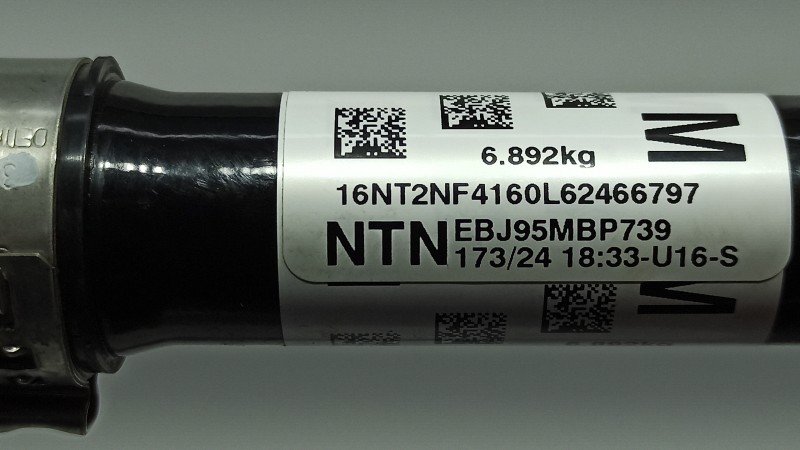 M
6.892kg
16NT2NF4160L62466797
NTN EBJ95MBP739
173/24 18:33-U16-S
M